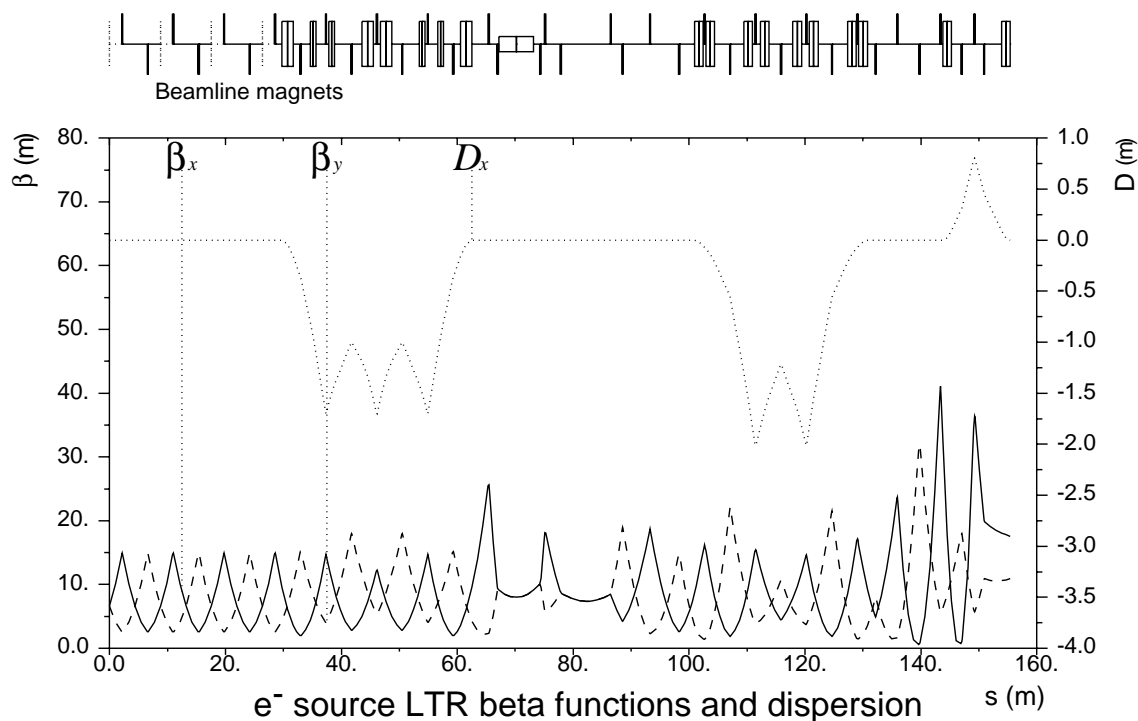 Beamline magnets
β (m)
80.
70.
60.
50.
40.
30.
20.
10.
0.0
βx
βy
Dx
1.0
0.5
0.0
-0.5
-1.0
-1.5
-2.0
-2.5
-3.0
-3.5
-4.0
D (m)
0.0 20. 40. 60. 80. 100. 120. 140. 160.
s (m)
e⁻ source LTR beta functions and dispersion